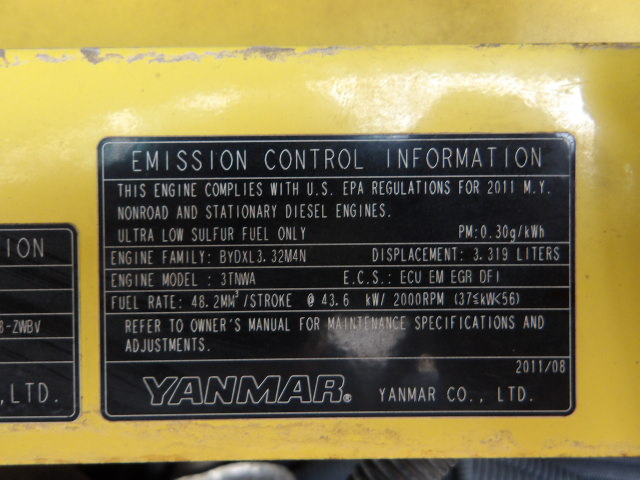 EMISSION CONTROL INFORMATION
THIS ENGINE COMPLIES WITH U.S. EPA REGULATIONS FOR 2011 M.Y.
NONROAD AND STATIONARY DIESEL ENGINES.
ULTRA LOW SULFUR FUEL ONLY PM:0.30g/kWh
ENGINE FAMILY: BYDXL3.32M4N DISPLACEMENT: 3.319 LITERS
ENGINE MODEL : 3TNWA E.C.S.: ECU EM EGR DFI
FUEL RATE: 48.2MM³/STROKE @ 43.6 kW/ 2000RPM (37≤kW<56)
REFER TO OWNER'S MANUAL FOR MAINTENANCE SPECIFICATIONS AND
ADJUSTMENTS.
2011/08
YANMAR® YANMAR CO., LTD.
ION
-ZWBV
,LTD.